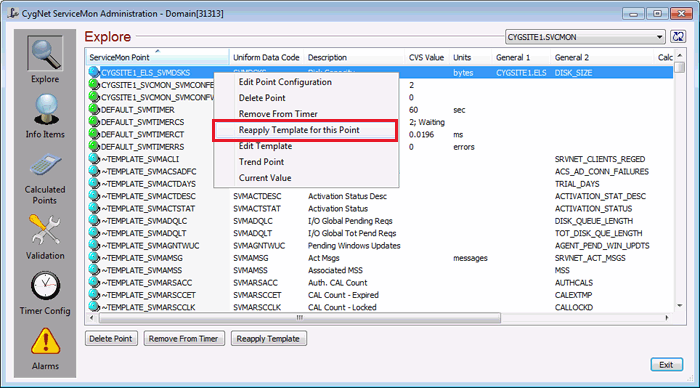 CygNet ServiceMon Administration - Domain[31313]
Explore
CYGSITE1.SVCMON
Explore
Info Items
Calculated
Points
Validation
Timer Config
Alarms
ServiceMon Point Uniform Data Code Description CVS Value Units General 1 General 2 Calc
CYGSITE1_ELS_SVMDSKS bytes CYGSITE1.ELS DISK_SIZE
CYGSITE1_SVCMON_SVMCONFE 2
CYGSITE1_SVCMON_SVMCONFW 0
DEFAULT_SVMTIMER 60 sec
DEFAULT_SVMTIMERCS 2; Waiting
DEFAULT_SVMTIMERCT 0.0196 ms
DEFAULT_SVMTIMERRS 0 errors
~TEMPLATE_SVMACLI SRVNET_CLIENTS_REGED
~TEMPLATE_SVMACSADFC ACS_AD_CONN_FAILURES
~TEMPLATE_SVMACTDAYS TRIAL_DAYS
~TEMPLATE_SVMACTDESC SVMACTDESC Activation Status Desc ACTIVATION_STAT_DESC
~TEMPLATE_SVMACTSTAT SVMACTSTAT Activation Status ACTIVATION_STATUS
~TEMPLATE_SVMADQLC SVMADQLC I/O Global Pending Reqs DISK_QUEUE_LENGTH
~TEMPLATE_SVMADQLT SVMADQLT I/O Global Tot Pend Reqs TOT_DISK_QUE_LENGTH
~TEMPLATE_SVMAGNTWUC SVMAGNTWUC Pending Windows Updates AGENT_PEND_WIN_UPDTS
~TEMPLATE_SVMAMSG SVMAMSG Act Msgs messages SRVNET_ACT_MSGS
~TEMPLATE_SVMAMSS SVMAMSS Associated MSS MSS
~TEMPLATE_SVMARSACC SVMARSACC Auth. CAL Count AUTHCALS
~TEMPLATE_SVMARSCCET SVMARSCCET CAL Count - Expired CALEXTMP
~TEMPLATE_SVMARSCCLK SVMARSCCLK CAL Count - Locked CALLOCKD
Edit Point Configuration
Delete Point
Remove From Timer
Reapply Template for this Point
Edit Template
Trend Point
Current Value
Delete Point
Remove From Timer
Reapply Template
Exit